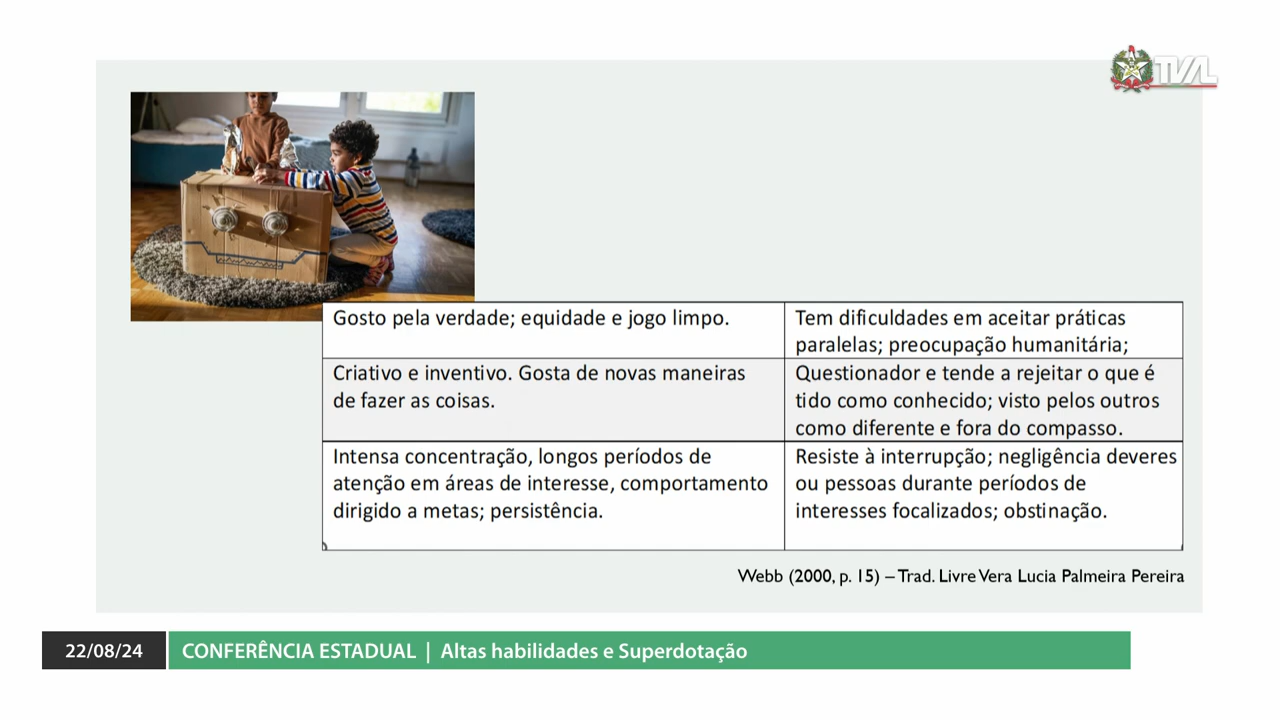 TVAL
Gosto pela verdade; equidade e jogo limpo.
Tem dificuldades em aceitar práticas
paralelas; preocupação humanitária;
Criativo e inventivo. Gosta de novas maneiras
de fazer as coisas.
Questionador e tende a rejeitar o que é
tido como conhecido; visto pelos outros
como diferente e fora do compasso.
Intensa concentração, longos períodos de
atenção em áreas de interesse, comportamento
dirigido a metas; persistência.
Resiste à interrupção; negligência deveres
ou pessoas durante períodos de
interesses focalizados; obstinação.
Webb (2000, p. 15) – Trad. Livre Vera Lucia Palmeira Pereira
22/08/24 CONFERÊNCIA ESTADUAL | Altas habilidades e Superdotação